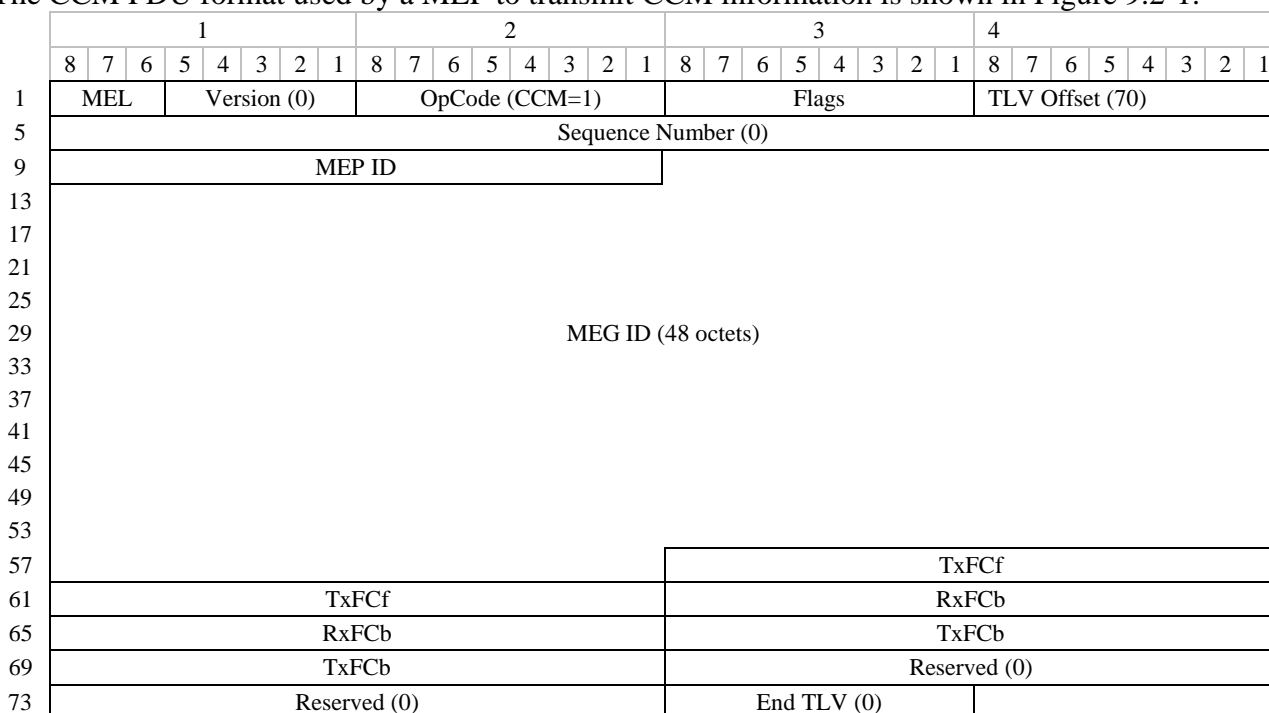 The CCM PDU format used by a MEP to transmit CCM information is shown in Figure 9.2-1.
1 2 3 4
8 7 6 5 4 3 2 1 8 7 6 5 4 3 2 1 8 7 6 5 4 3 2 1 8 7 6 5 4 3 2 1
1 MEL Version (0) OpCode (CCM=1) Flags TLV Offset (70)
5 Sequence Number (0)
9 MEP ID
13
17
21
25
29 MEG ID (48 octets)
33
37
41
45
49
53
57 TxFCf
61 TxFCf RxFCb
65 RxFCb TxFCb
69 TxFCb Reserved (0)
73 Reserved (0) End TLV (0)